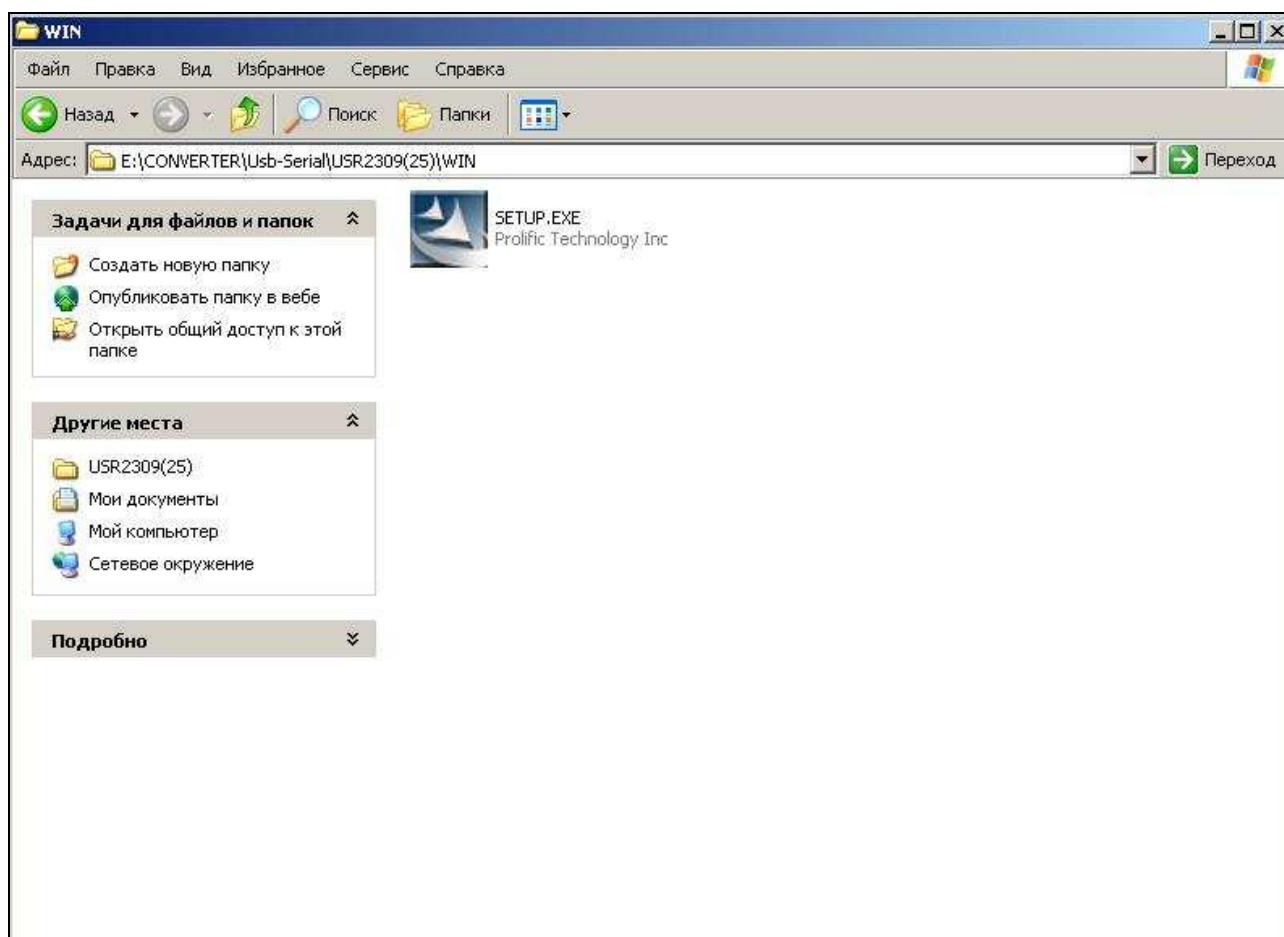 WIN
Файл Правка Вид Избранное Сервис Справка
Назад Поиск Папки
Адрес: E:\CONVERTER\Usb-Serial\USR2309(25)\WIN Переход
Задачи для файлов и папок
Создать новую папку
Опубликовать папку в вебе
Открыть общий доступ к этой
папке
Другие места
USR2309(25)
Мои документы
Мой компьютер
Сетевое окружение
Подробно
SETUP.EXE
Prolific Technology Inc